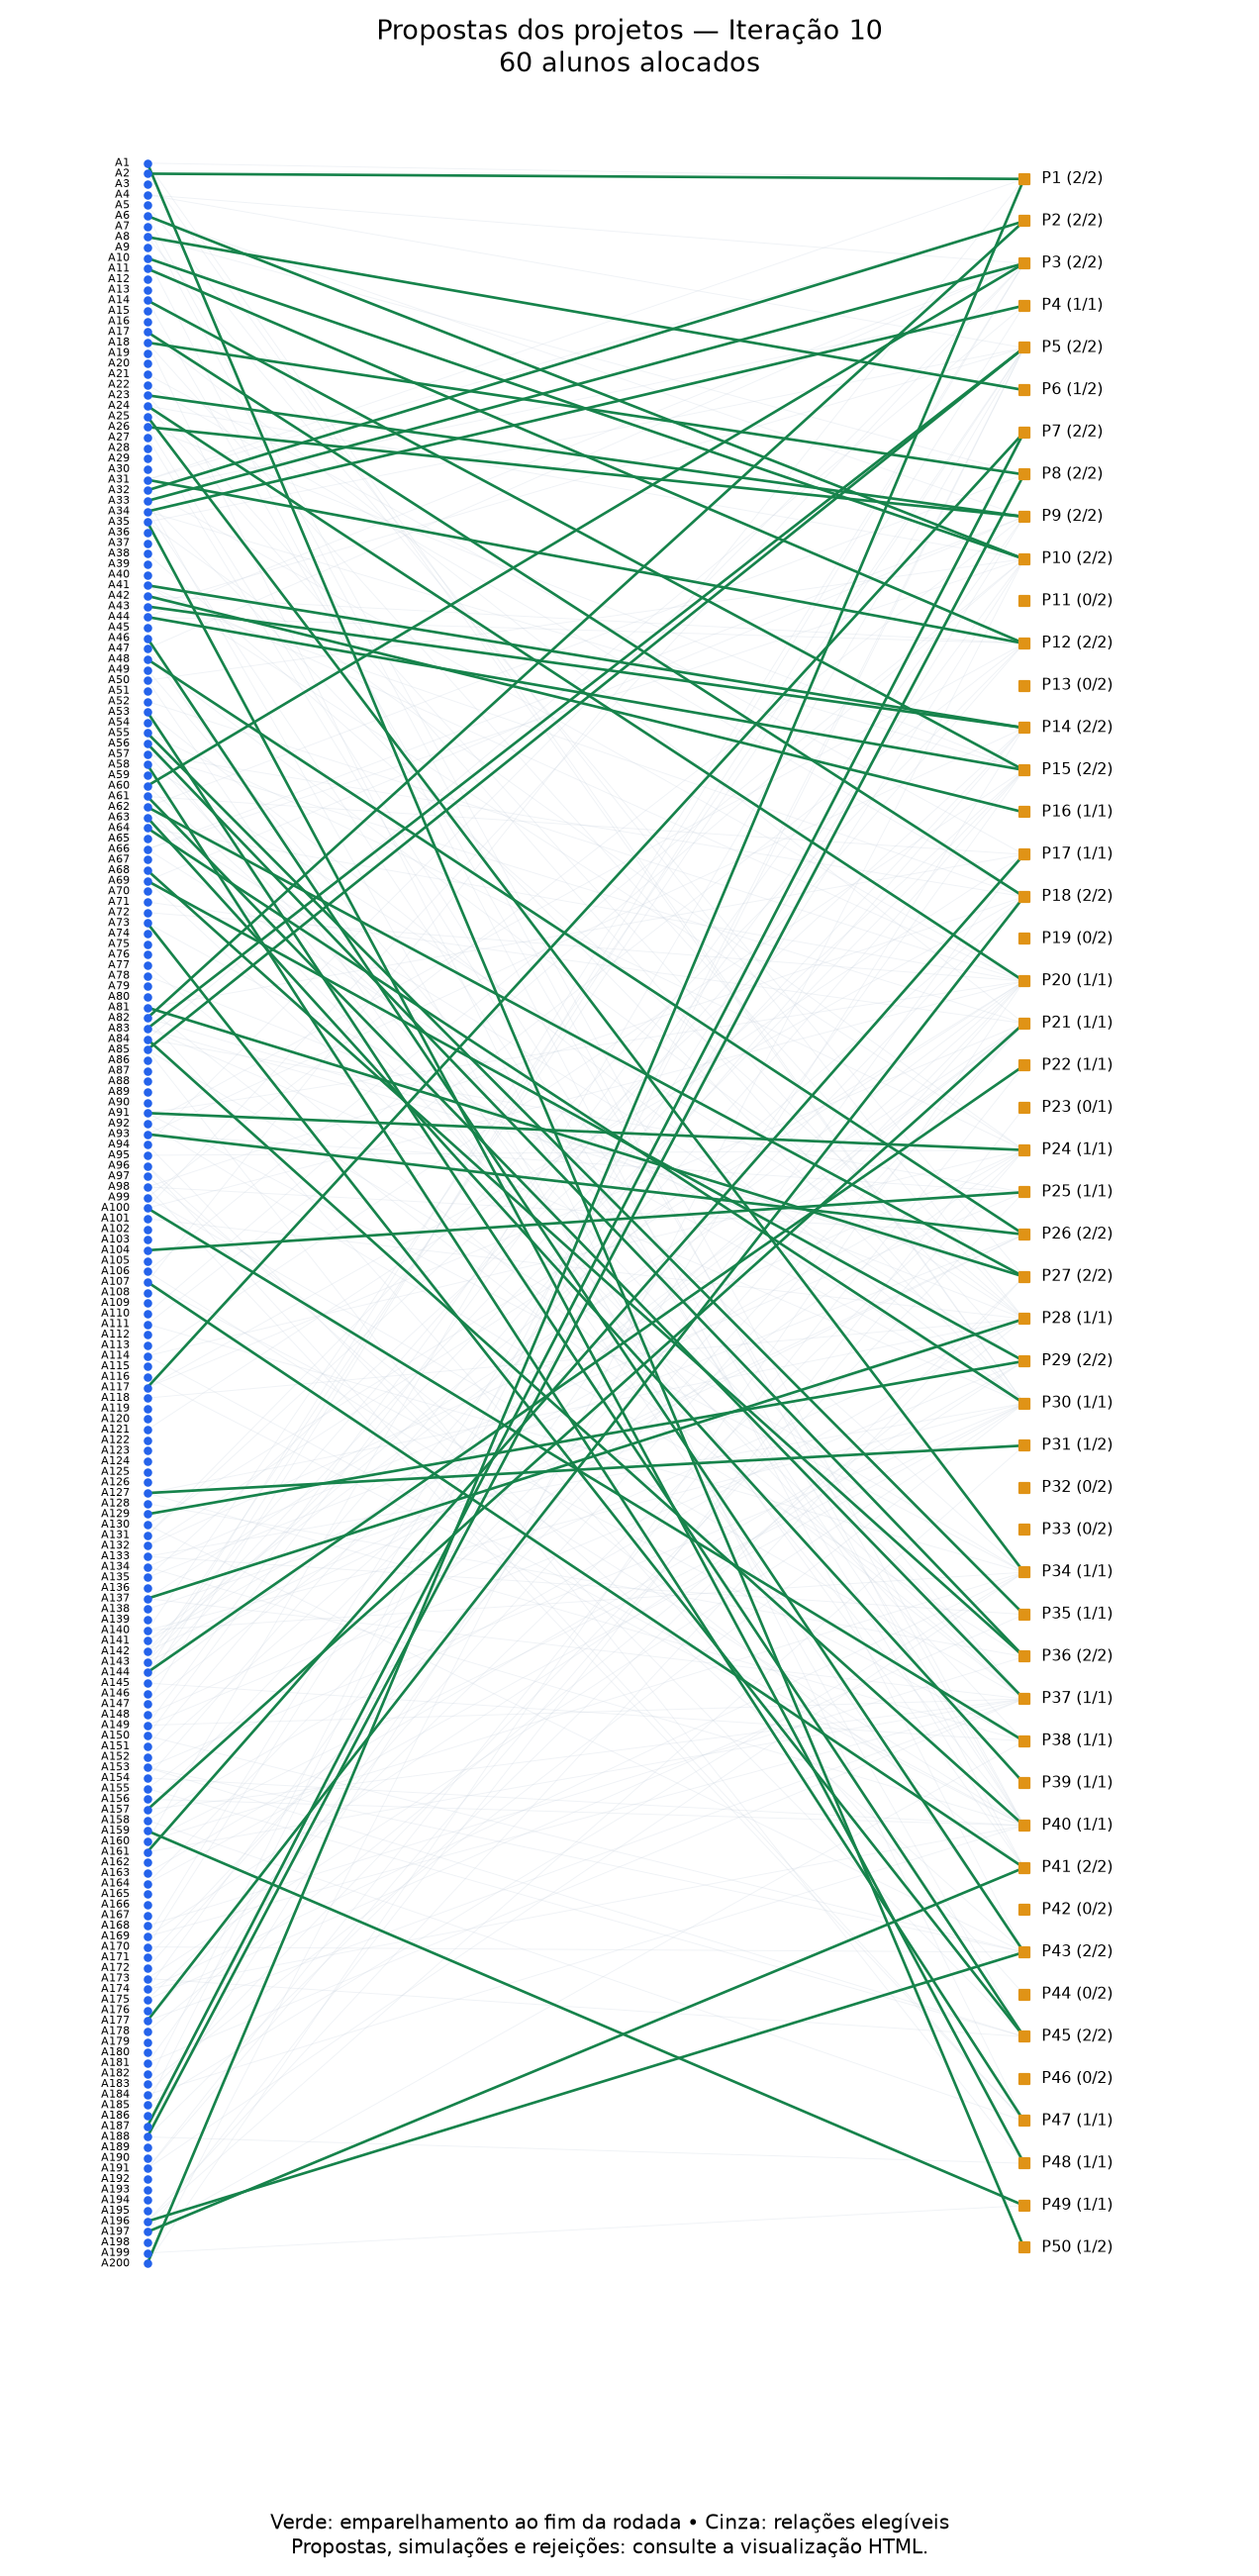 Propostas dos projetos — Iteração 10
60 alunos alocados
A1
A2
A3
A4
A5
A6
A7
A8
A9
A10
A11
A12
A13
A14
A15
A16
A17
A18
A19
A20
A21
A22
A23
A24
A25
A26
A27
A28
A29
A30
A31
A32
A33
A34
A35
A36
A37
A38
A39
A40
A41
A42
A43
A44
A45
A46
A47
A48
A49
A50
A51
A52
A53
A54
A55
A56
A57
A58
A59
A60
A61
A62
A63
A64
A65
A66
A67
A68
A69
A70
A71
A72
A73
A74
A75
A76
A77
A78
A79
A80
A81
A82
A83
A84
A85
A86
A87
A88
A89
A90
A91
A92
A93
A94
A95
A96
A97
A98
A99
A100
A101
A102
A103
A104
A105
A106
A107
A108
A109
A110
A111
A112
A113
A114
A115
A116
A117
A118
A119
A120
A121
A122
A123
A124
A125
A126
A127
A128
A129
A130
A131
A132
A133
A134
A135
A136
A137
A138
A139
A140
A141
A142
A143
A144
A145
A146
A147
A148
A149
A150
A151
A152
A153
A154
A155
A156
A157
A158
A159
A160
A161
A162
A163
A164
A165
A166
A167
A168
A169
A170
A171
A172
A173
A174
A175
A176
A177
A178
A179
A180
A181
A182
A183
A184
A185
A186
A187
A188
A189
A190
A191
A192
A193
A194
A195
A196
A197
A198
A199
A200
P1 (2/2)
P2 (2/2)
P3 (2/2)
P4 (1/1)
P5 (2/2)
P6 (1/2)
P7 (2/2)
P8 (2/2)
P9 (2/2)
P10 (2/2)
P11 (0/2)
P12 (2/2)
P13 (0/2)
P14 (2/2)
P15 (2/2)
P16 (1/1)
P17 (1/1)
P18 (2/2)
P19 (0/2)
P20 (1/1)
P21 (1/1)
P22 (1/1)
P23 (0/1)
P24 (1/1)
P25 (1/1)
P26 (2/2)
P27 (2/2)
P28 (1/1)
P29 (2/2)
P30 (1/1)
P31 (1/2)
P32 (0/2)
P33 (0/2)
P34 (1/1)
P35 (1/1)
P36 (2/2)
P37 (1/1)
P38 (1/1)
P39 (1/1)
P40 (1/1)
P41 (2/2)
P42 (0/2)
P43 (2/2)
P44 (0/2)
P45 (2/2)
P46 (0/2)
P47 (1/1)
P48 (1/1)
P49 (1/1)
P50 (1/2)
Verde: emparelhamento ao fim da rodada • Cinza: relações elegíveis
Propostas, simulações e rejeições: consulte a visualização HTML.